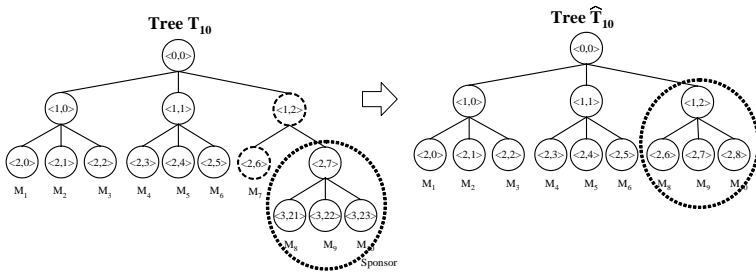 Tree T10 Tree T̂10
<0,0> <0,0>
<1,0> <1,1> <1,2> <1,0> <1,1> <1,2>
<2,0> <2,1> <2,2> <2,3> <2,4> <2,5> <2,6> <2,7> <2,0> <2,1> <2,2> <2,3> <2,4> <2,5> <2,6> <2,7> <2,8>
M1 M2 M3 M4 M5 M6 M7 M1 M2 M3 M4 M5 M6 M8 M9 M10
<3,21> <3,22> <3,23>
M8 M9 M10
Sponsor